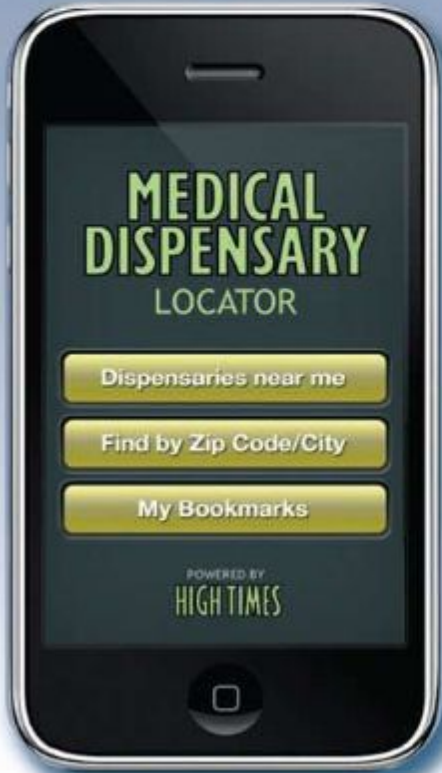 MEDICAL
DISPENSARY
LOCATOR
Dispensaries near me
Find by Zip Code/City
My Bookmarks
POWERED BY
HIGH TIMES